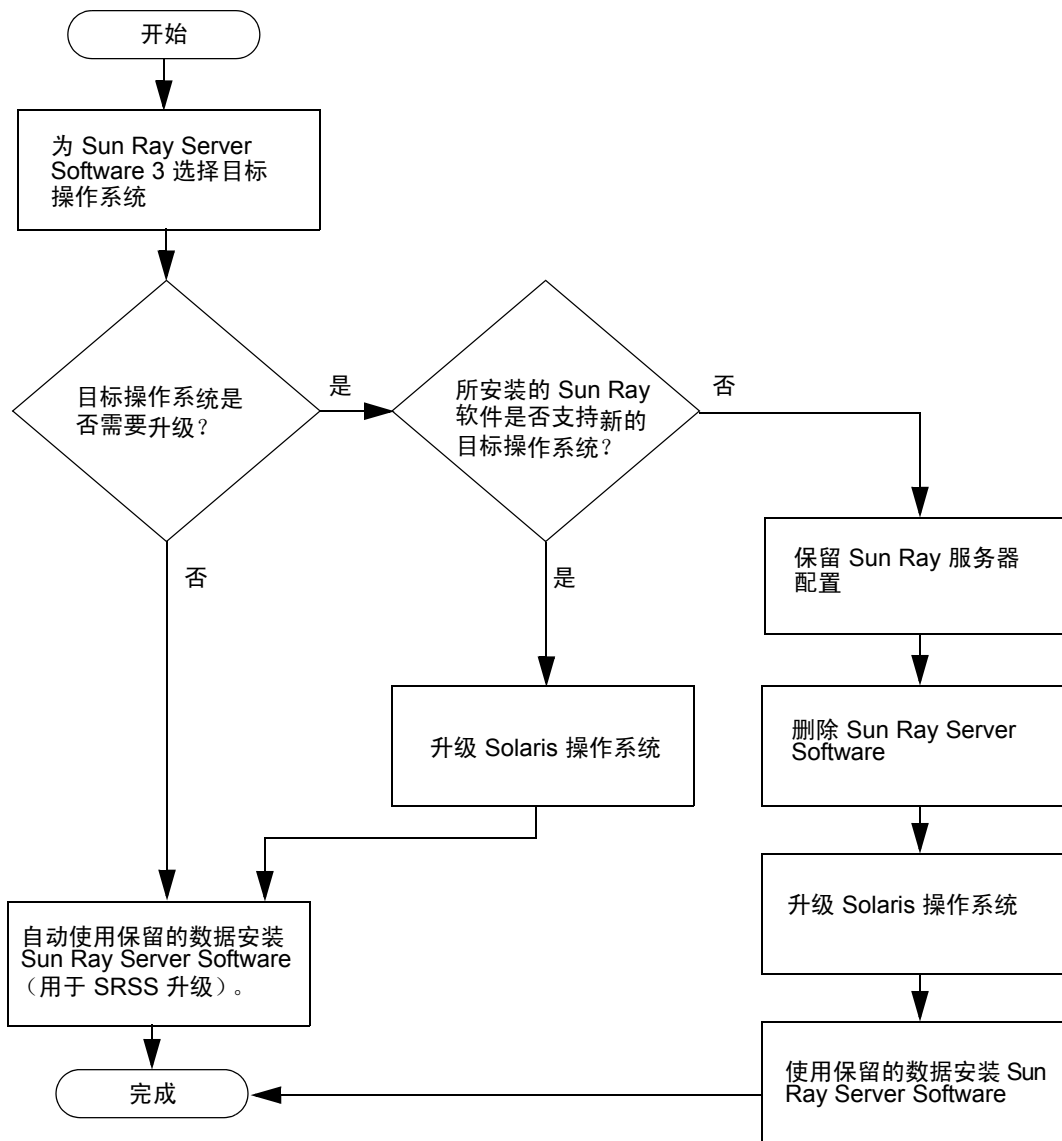 开始
为 Sun Ray Server
Software 3 选择目标
操作系统
目标操作系统是
否需要升级？
是
所安装的 Sun Ray
软件是否支持新的
目标操作系统？
否
否
是
保留 Sun Ray 服务器
配置
升级 Solaris 操作系统
删除 Sun Ray Server
Software
升级 Solaris 操作系统
自动使用保留的数据安装
Sun Ray Server Software
（用于 SRSS 升级）。
使用保留的数据安装 Sun
Ray Server Software
完成